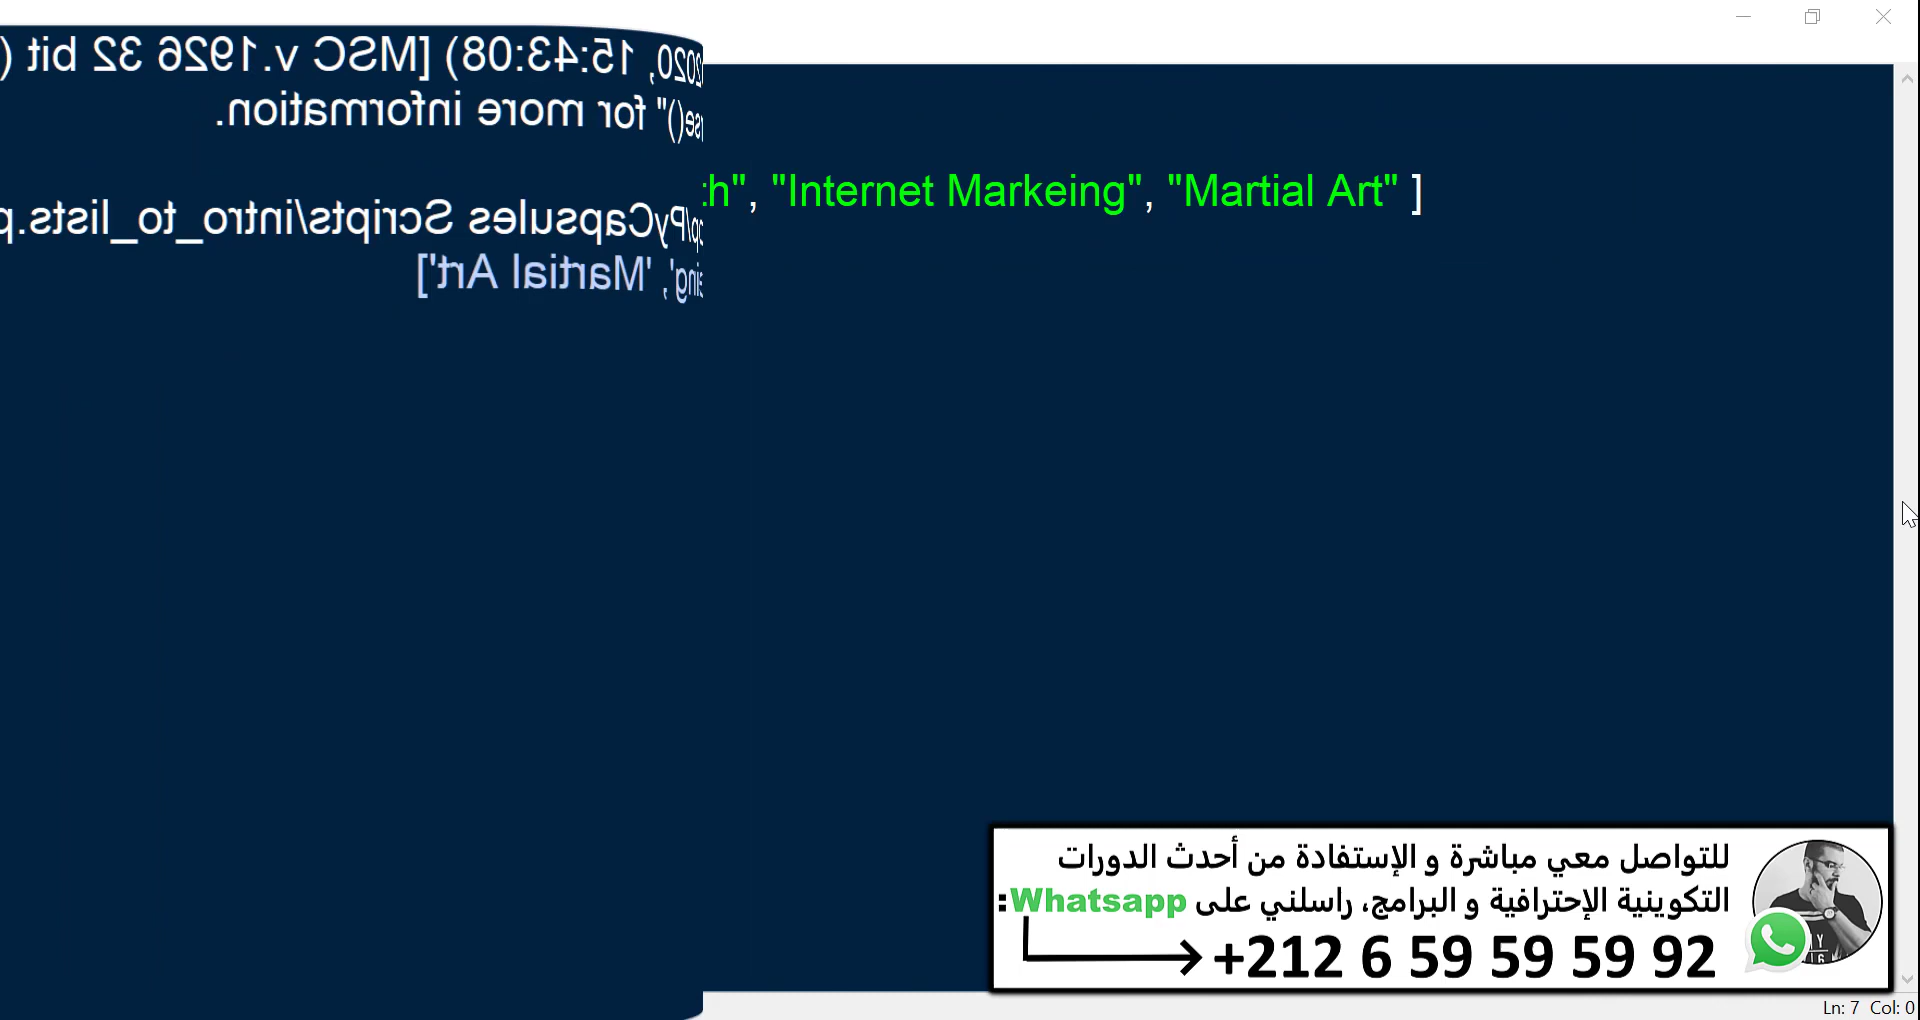 2020, 15:43:08) [MSC v.1926 32 bit (
()" for more information.
"Internet Markeing", "Martial Art" ]
PyCapsules Scripts/intro_to_lists.p
'Martial Art']
للتواصل معي مباشرة و الإستفادة من أحدث الدورات
التكوينية الإحترافية و البرامج، راسلني على Whatsapp:
+212 6 59 59 59 92
Ln: 7 Col: 0